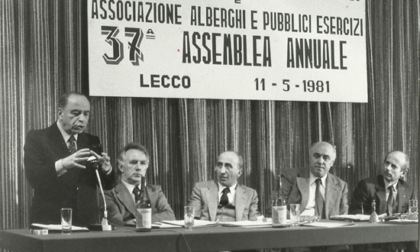 E
ASSOCIAZIONE ALBERGHI E PUBBLICI ESERCIZI
37ª ASSEMBLEA ANNUALE
LECCO 11-5-1981